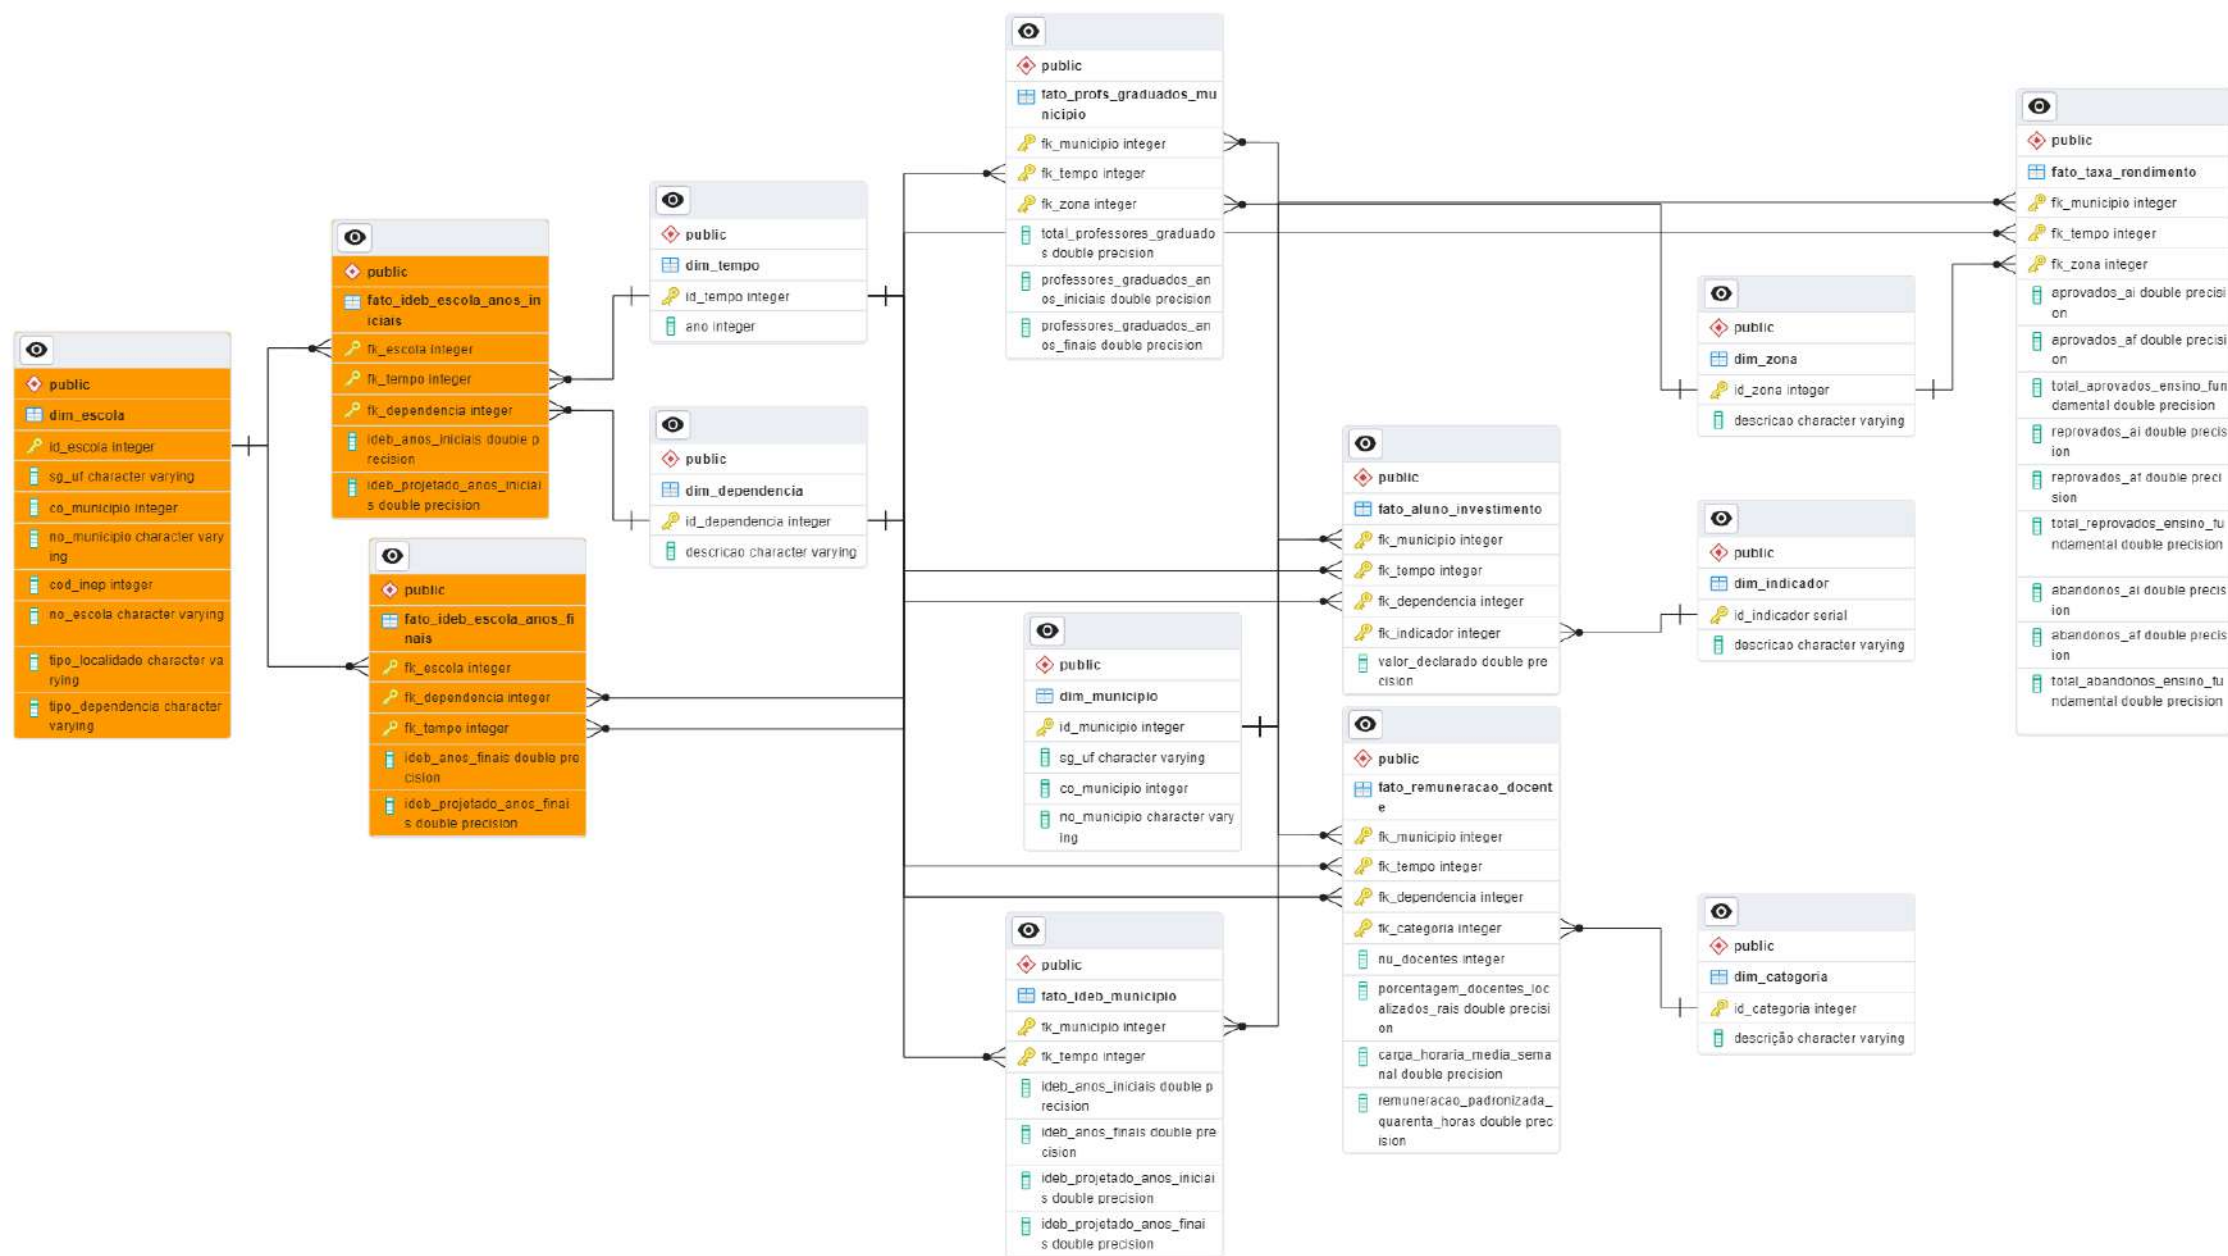 public
dim_escola
id_escola integer
sg_uf character varying
co_municipio integer
no_municipio character vary
ing
cod_inep integer
no_escola character varying
tipo_localidade character va
rying
tipo_dependencia character
varying
public
fato_ideb_escola_anos_in
iciais
fk_escola integer
fk_tempo integer
fk_dependencia integer
ideb_anos_iniciais double p
recision
ideb_projetado_anos_iniciai
s double precision
public
fato_ideb_escola_anos_fi
nais
fk_escola integer
fk_dependencia integer
fk_tempo integer
ideb_anos_finais double pre
cision
ideb_projetado_anos_finai
s double precision
public
dim_tempo
id_tempo integer
ano integer
public
dim_dependencia
id_dependencia integer
descricao character varying
public
fato_profs_graduados_mu
nicipio
fk_municipio integer
fk_tempo integer
fk_zona integer
total_professores_graduado
s double precision
professores_graduados_an
os_iniciais double precision
professores_graduados_an
os_finais double precision
public
dim_municipio
id_municipio integer
sg_uf character varying
co_municipio integer
no_municipio character vary
ing
public
fato_ideb_municipio
fk_municipio integer
fk_tempo integer
ideb_anos_iniciais double p
recision
ideb_anos_finais double pre
cision
ideb_projetado_anos_iniciai
s double precision
ideb_projetado_anos_finai
s double precision
public
fato_aluno_investimento
fk_municipio integer
fk_tempo integer
fk_dependencia integer
fk_indicador integer
valor_declarado double pre
cision
public
fato_remuneracao_docent
e
fk_municipio integer
fk_tempo integer
fk_dependencia integer
fk_categoria integer
nu_docentes integer
porcentagem_docentes_loc
alizados_rais double precisi
on
carga_horaria_media_sema
nal double precision
remuneracao_padronizada_
quarenta_horas double prec
ision
public
dim_zona
id_zona integer
descricao character varying
public
dim_indicador
id_indicador serial
descricao character varying
public
dim_categoria
id_categoria integer
descrição character varying
public
fato_taxa_rendimento
fk_municipio integer
fk_tempo integer
fk_zona integer
aprovados_ai double precisi
on
aprovados_af double precisi
on
total_aprovados_ensino_fun
damental double precision
reprovados_ai double precis
ion
reprovados_af double preci
sion
total_reprovados_ensino_fu
ndamental double precision
abandonos_ai double precis
ion
abandonos_af double precis
ion
total_abandonos_ensino_fu
ndamental double precision